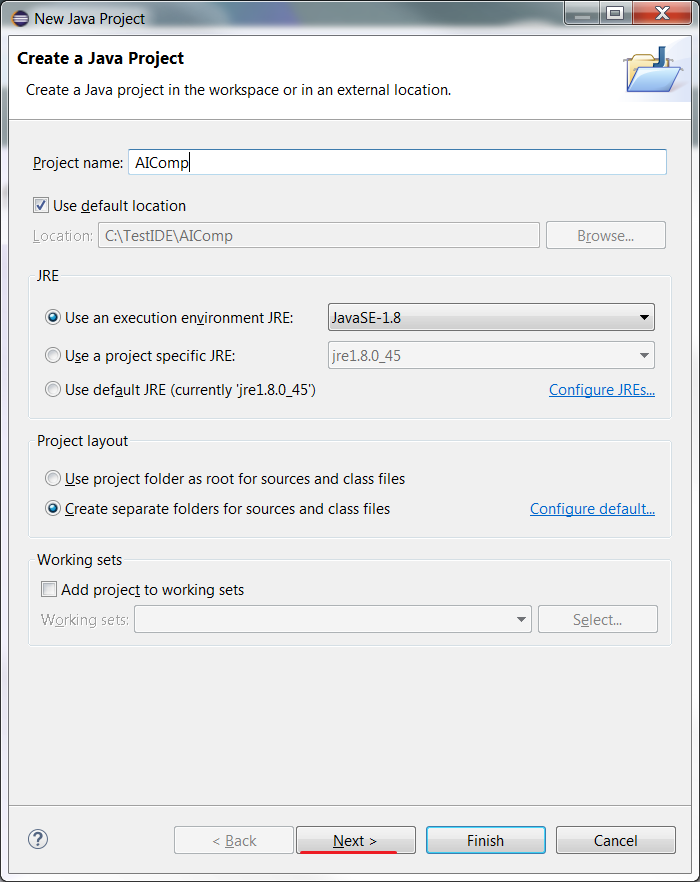 New Java Project
Create a Java Project
Create a Java project in the workspace or in an external location.
Project name: AIComp
Use default location
Location: C:\TestIDE\AIComp Browse...
JRE
Use an execution environment JRE: JavaSE-1.8
Use a project specific JRE: jre1.8.0_45
Use default JRE (currently 'jre1.8.0_45') Configure JREs...
Project layout
Use project folder as root for sources and class files
Create separate folders for sources and class files Configure default...
Working sets
Add project to working sets
Working sets: Select...
? < Back Next > Finish Cancel